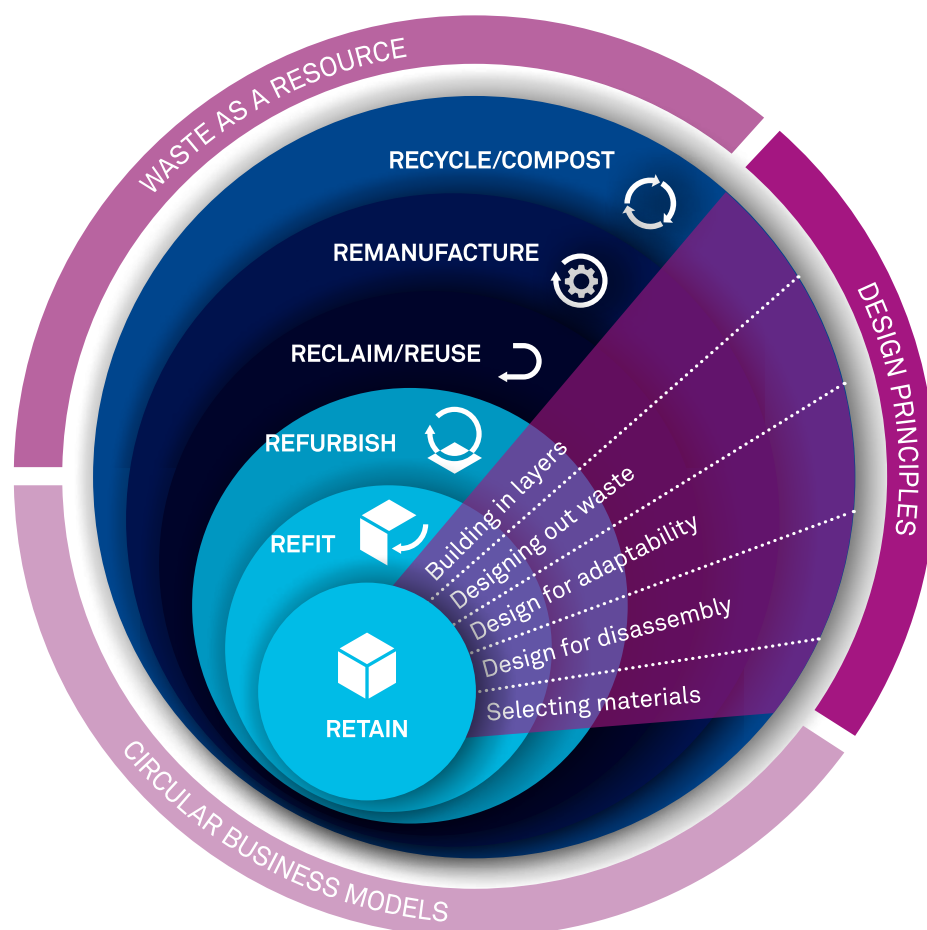 WASTE AS A RESOURCE
RECYCLE/COMPOST
REMANUFACTURE
RECLAIM/REUSE
REFURBISH
REFIT
RETAIN
Building in layers
Designing out waste
Design for adaptability
Design for disassembly
Selecting materials
DESIGN PRINCIPLES
CIRCULAR BUSINESS MODELS